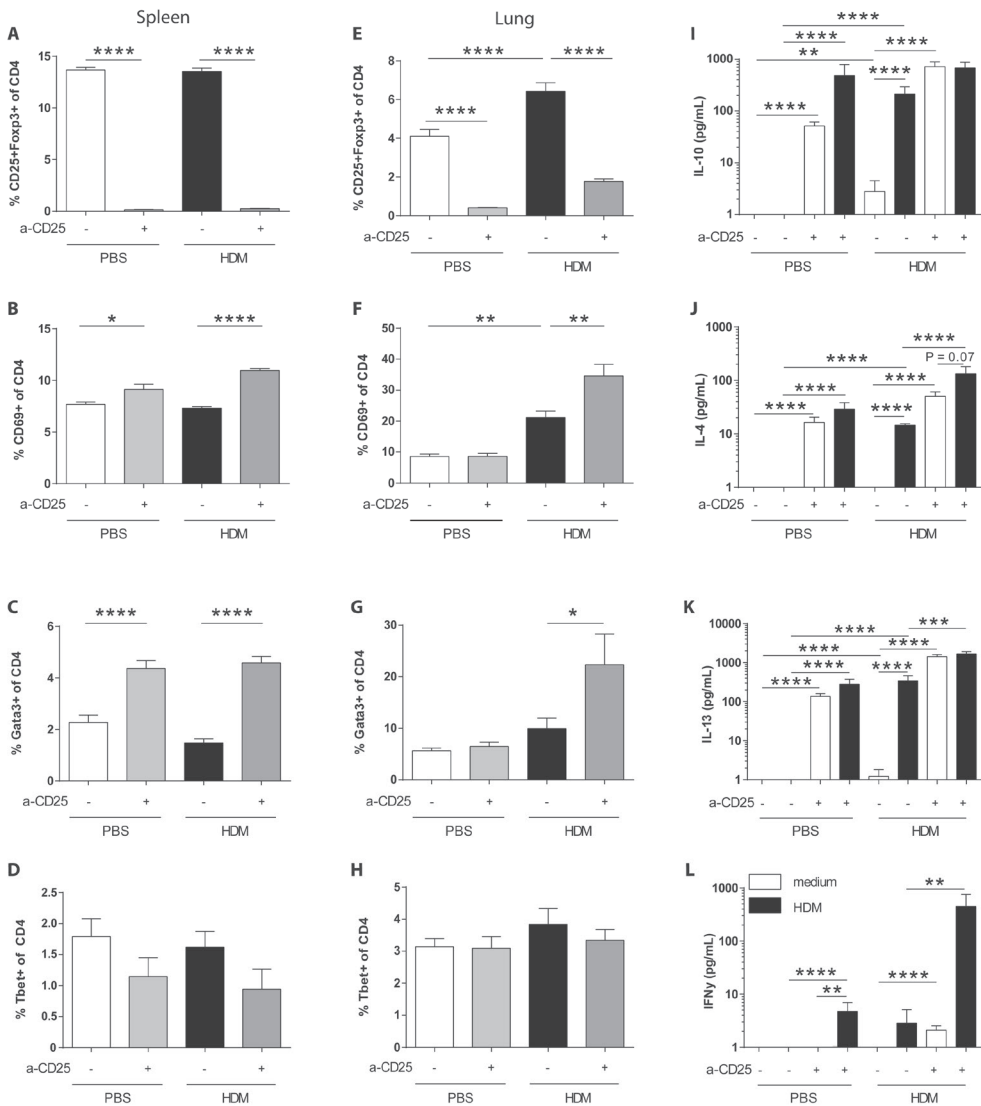 Spleen
Lung
A
**** ****
% CD25+Foxp3+ of CD4
15
10
5
0
a-CD25 - + - +
PBS HDM
E
**** ****
****
% CD25+Foxp3+ of CD4
8
6
4
2
0
a-CD25 - + - +
PBS HDM
I
****
****
** ****
****
****
IL-10 (pg/mL)
1000
100
10
1
a-CD25 - - + + - - + +
PBS HDM
B
* ****
% CD69+ of CD4
15
10
5
0
a-CD25 - + - +
PBS HDM
F
** **
% CD69+ of CD4
50
40
30
20
10
0
a-CD25 - + - +
PBS HDM
J
****
P = 0.07
****
****
****
****
****
IL-4 (pg/mL)
1000
100
10
1
a-CD25 - - + + - - + +
PBS HDM
C
**** ****
% Gata3+ of CD4
6
4
2
0
a-CD25 - + - +
PBS HDM
G
*
% Gata3+ of CD4
30
20
10
0
a-CD25 - + - +
PBS HDM
K
***
****
****
****
****
****
****
IL-13 (pg/mL)
10000
1000
100
10
1
a-CD25 - - + + - - + +
PBS HDM
D
% Tbet+ of CD4
2.5
2.0
1.5
1.0
0.5
0.0
a-CD25 - + - +
PBS HDM
H
% Tbet+ of CD4
6
5
4
3
2
1
0
a-CD25 - + - +
PBS HDM
L
medium
HDM
**
****
****
**
IFNy (pg/mL)
1000
100
10
1
a-CD25 - - + + - - + +
PBS HDM